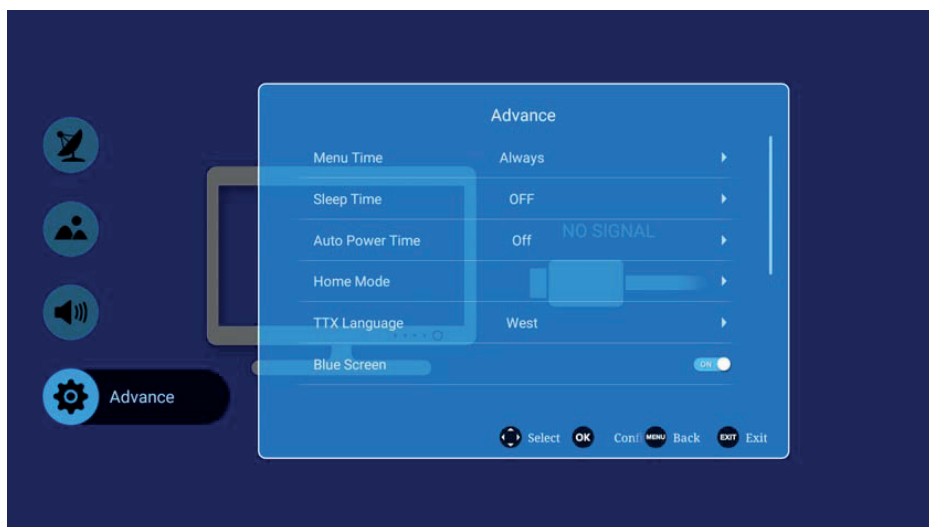 Advance
Menu Time Always
Sleep Time OFF
Auto Power Time Off
NO SIGNAL
Home Mode
TTX Language West
Blue Screen ON
Advance
Select OK Conf MENU Back EXIT Exit